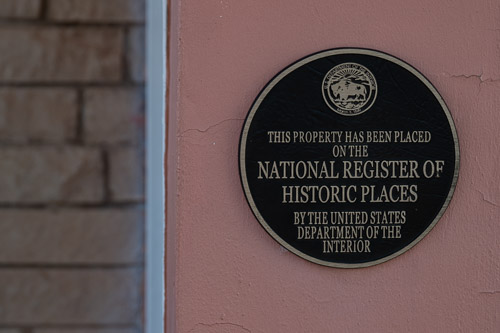 THIS PROPERTY HAS BEEN PLACED
ON THE
NATIONAL REGISTER OF
HISTORIC PLACES
BY THE UNITED STATES
DEPARTMENT OF THE
INTERIOR